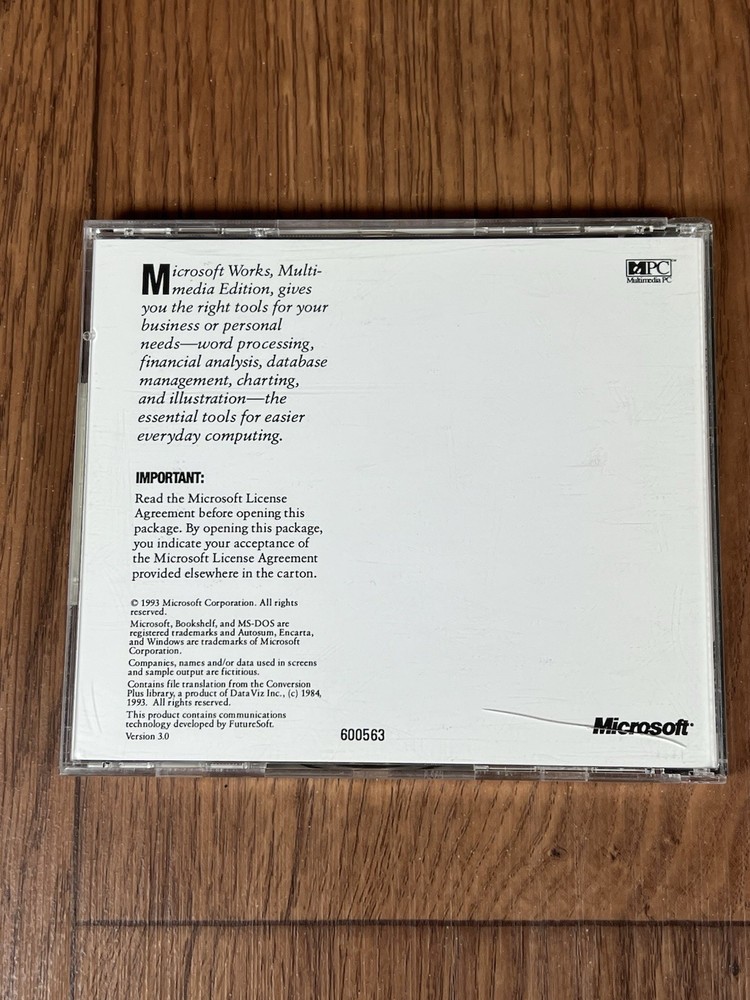 Microsoft Works, Multi-
media Edition, gives
you the right tools for your
business or personal
needs—word processing,
financial analysis, database
management, charting,
and illustration—the
essential tools for easier
everyday computing.
MPC™
Multimedia PC
IMPORTANT:
Read the Microsoft License
Agreement before opening this
package. By opening this package,
you indicate your acceptance of
the Microsoft License Agreement
provided elsewhere in the carton.
© 1993 Microsoft Corporation. All rights
reserved.
Microsoft, Bookshelf, and MS-DOS are
registered trademarks and Autosum, Encarta,
and Windows are trademarks of Microsoft
Corporation.
Companies, names and/or data used in screens
and sample output are fictitious.
Contains file translation from the Conversion
Plus library, a product of DataViz Inc., (c) 1984,
1993. All rights reserved.
This product contains communications
technology developed by FutureSoft.
Version 3.0
600563
Microsoft®